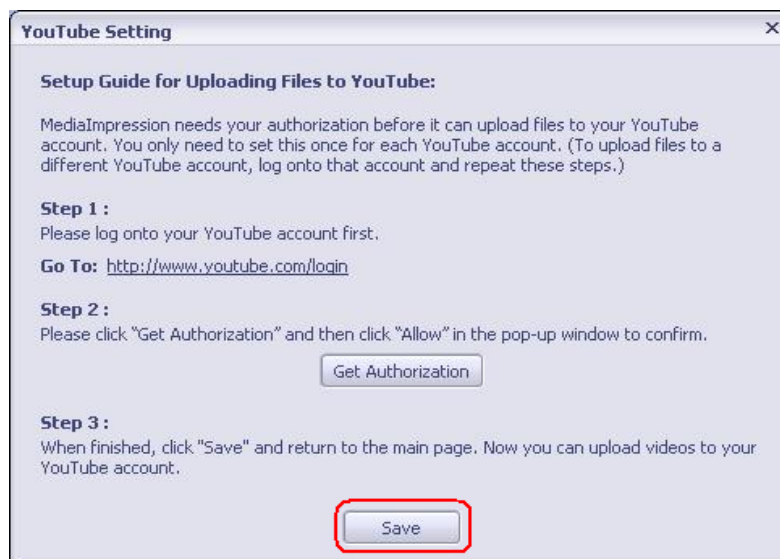 YouTube Setting
Setup Guide for Uploading Files to YouTube:
MediaImpression needs your authorization before it can upload files to your YouTube
account. You only need to set this once for each YouTube account. (To upload files to a
different YouTube account, log onto that account and repeat these steps.)
Step 1 :
Please log onto your YouTube account first.
Go To: http://www.youtube.com/login
Step 2 :
Please click “Get Authorization” and then click “Allow” in the pop-up window to confirm.
Get Authorization
Step 3 :
When finished, click "Save" and return to the main page. Now you can upload videos to your
YouTube account.
Save